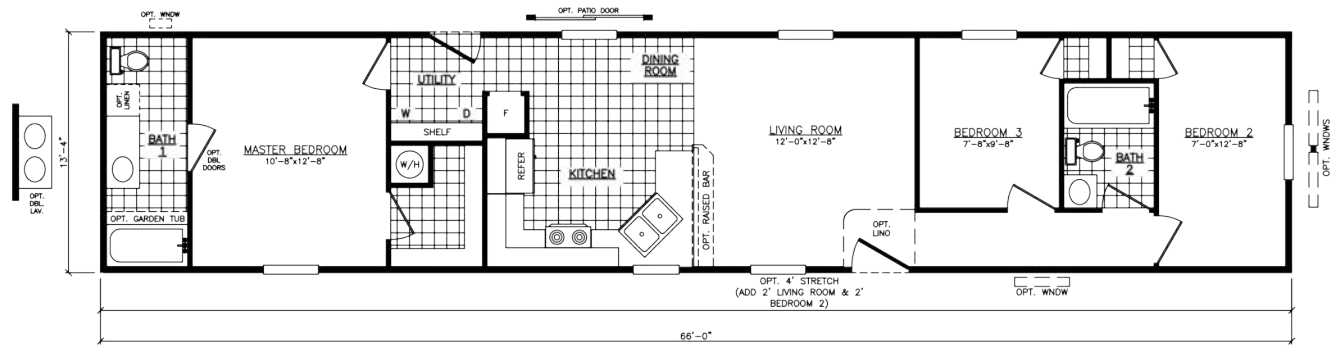 OPT. WNDW
OPT. PATIO DOOR
13'-4"
OPT.
DBL.
LAV.
OPT.
LINEN
BATH
1
OPT.
DBL
DOORS
OPT. GARDEN TUB
MASTER BEDROOM
10'-8"x12'-8"
UTILITY
W
D
SHELF
W/H
F
REFER
KITCHEN
DINING
ROOM
OPT. RAISED BAR
LIVING ROOM
12'-0"x12'-8"
OPT.
LINO
BEDROOM 3
7'-8"x9'-8"
BATH
2
BEDROOM 2
7'-0"x12'-8"
OPT. WNDWS
OPT. 4' STRETCH
(ADD 2' LIVING ROOM & 2'
BEDROOM 2)
OPT. WNDW
66'-0"